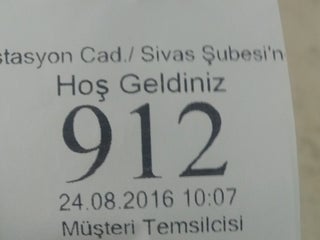 stasyon Cad./ Sivas Şubesi'n
Hoş Geldiniz
912
24.08.2016 10:07
Müşteri Temsilcisi